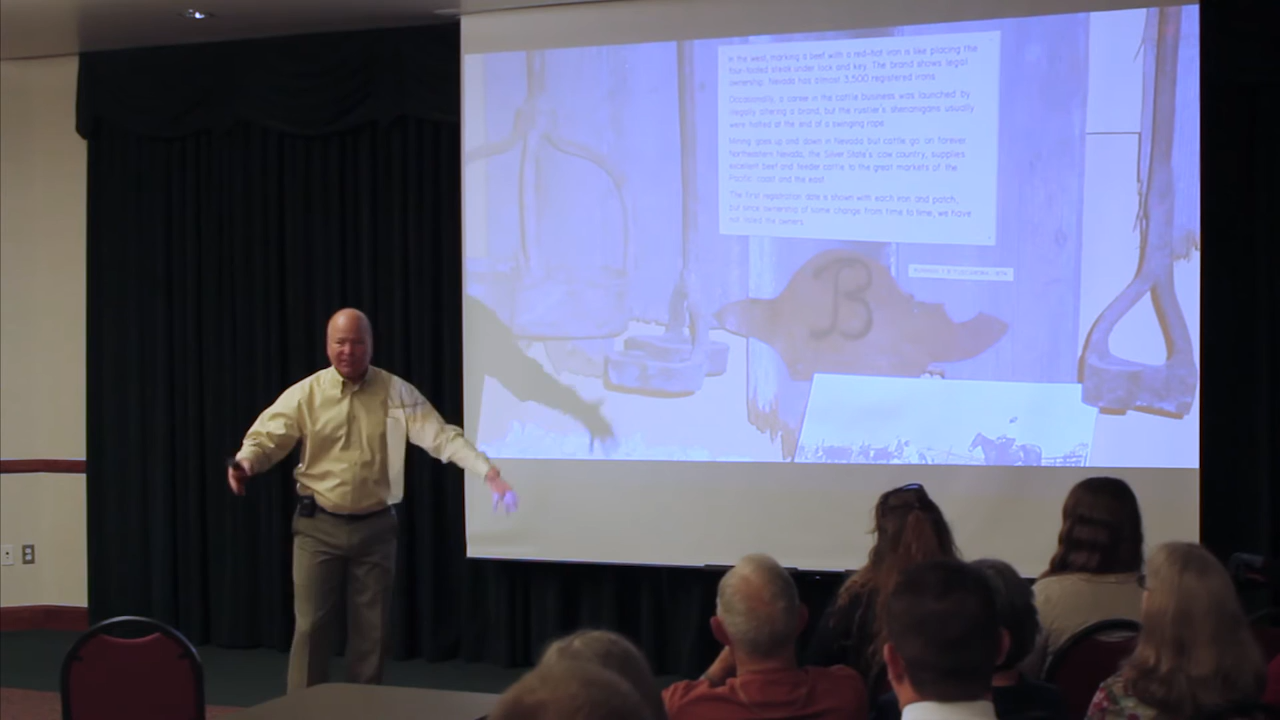 In the west, marking a beef with a red-hot iron is like placing the
four-footed steak under lock and key. The brand shows legal
ownership. Nevada has almost 3,500 registered irons.
Occasionally, a career in the cattle business was launched by
illegally altering a brand, but the rustler's shenanigans usually
were halted at the end of a swinging rope.
Mining goes up and down in Nevada but cattle go on forever.
Northeastern Nevada, the Silver State's cow country, supplies
excellent beef and feeder cattle to the great markets of the
Pacific coast and the east.
The first registration date is shown with each iron and patch,
but since ownership of some change from time to time, we have
not listed the owners.
B